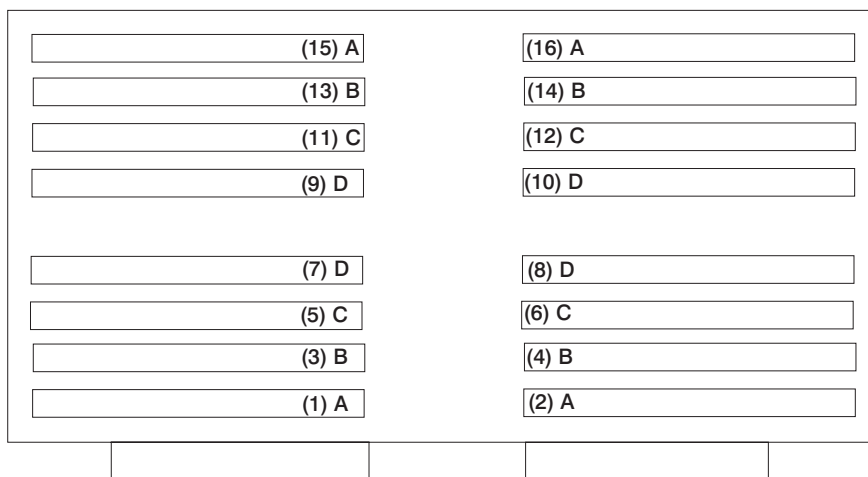 (15) A (16) A
(13) B (14) B
(11) C (12) C
(9) D (10) D
(7) D (8) D
(5) C (6) C
(3) B (4) B
(1) A (2) A